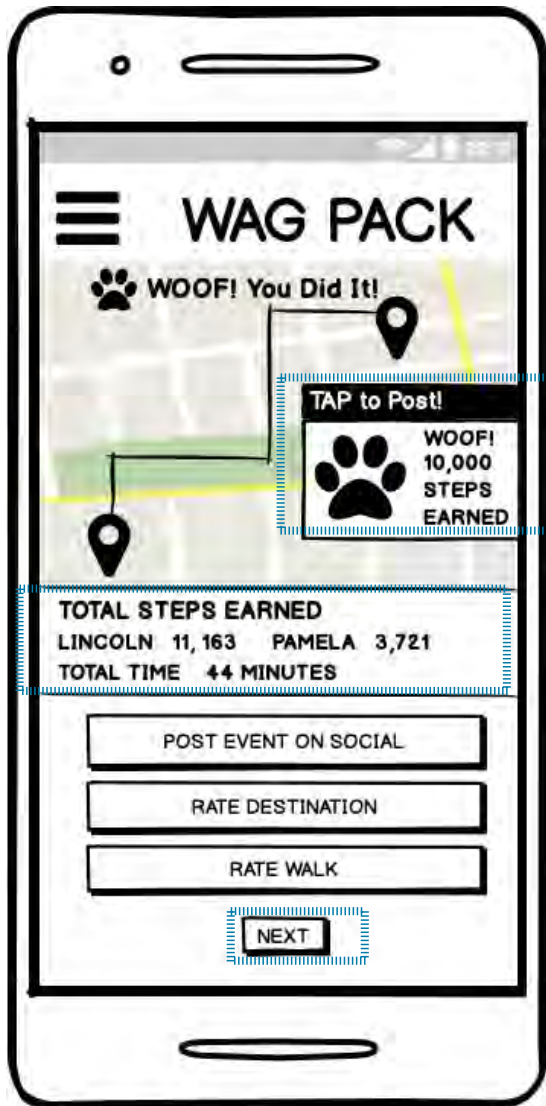 WAG PACK
WOOF! You Did It!
TAP to Post!
WOOF!
10,000
STEPS
EARNED
TOTAL STEPS EARNED
LINCOLN 11,163 PAMELA 3,721
TOTAL TIME 44 MINUTES
POST EVENT ON SOCIAL
RATE DESTINATION
RATE WALK
NEXT